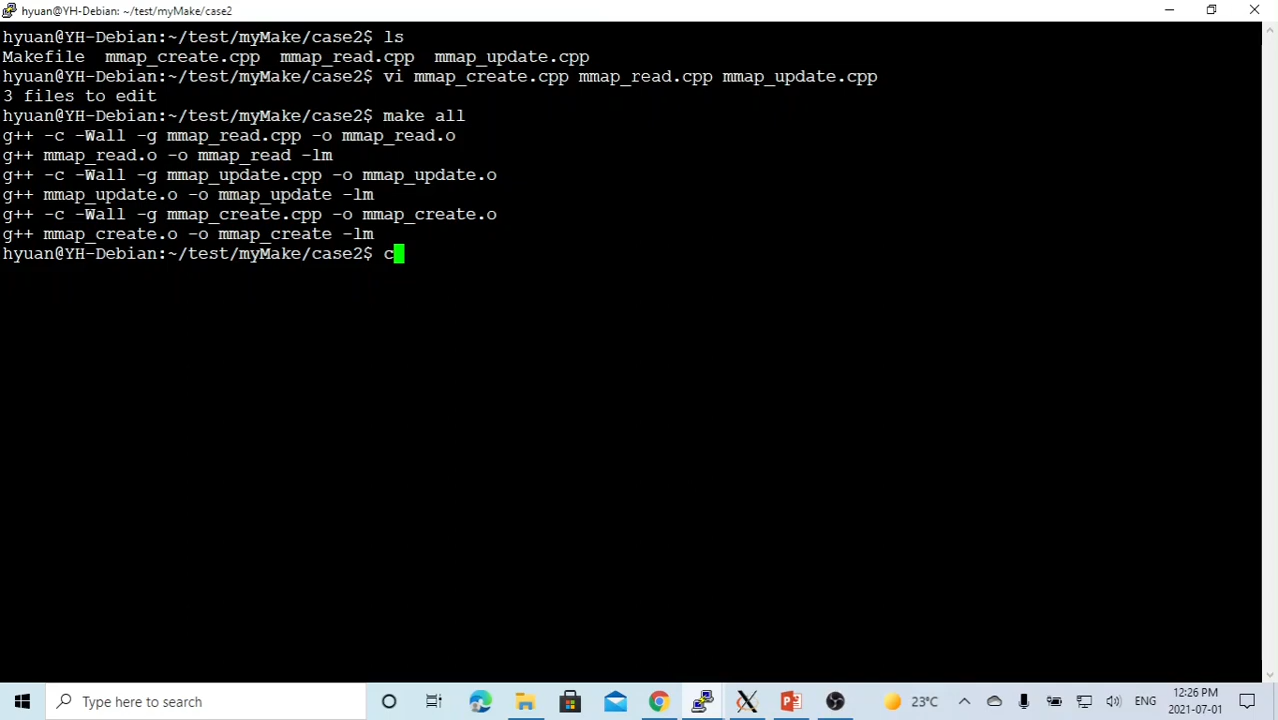 hyuan@YH-Debian: ~/test/myMake/case2
hyuan@YH-Debian:~/test/myMake/case2$ ls
Makefile  mmap_create.cpp  mmap_read.cpp  mmap_update.cpp
hyuan@YH-Debian:~/test/myMake/case2$ vi mmap_create.cpp mmap_read.cpp mmap_update.cpp
3 files to edit
hyuan@YH-Debian:~/test/myMake/case2$ make all
g++ -c -Wall -g mmap_read.cpp -o mmap_read.o
g++ mmap_read.o -o mmap_read -lm
g++ -c -Wall -g mmap_update.cpp -o mmap_update.o
g++ mmap_update.o -o mmap_update -lm
g++ -c -Wall -g mmap_create.cpp -o mmap_create.o
g++ mmap_create.o -o mmap_create -lm
hyuan@YH-Debian:~/test/myMake/case2$ c
Type here to search
23°C
ENG
12:26 PM
2021-07-01